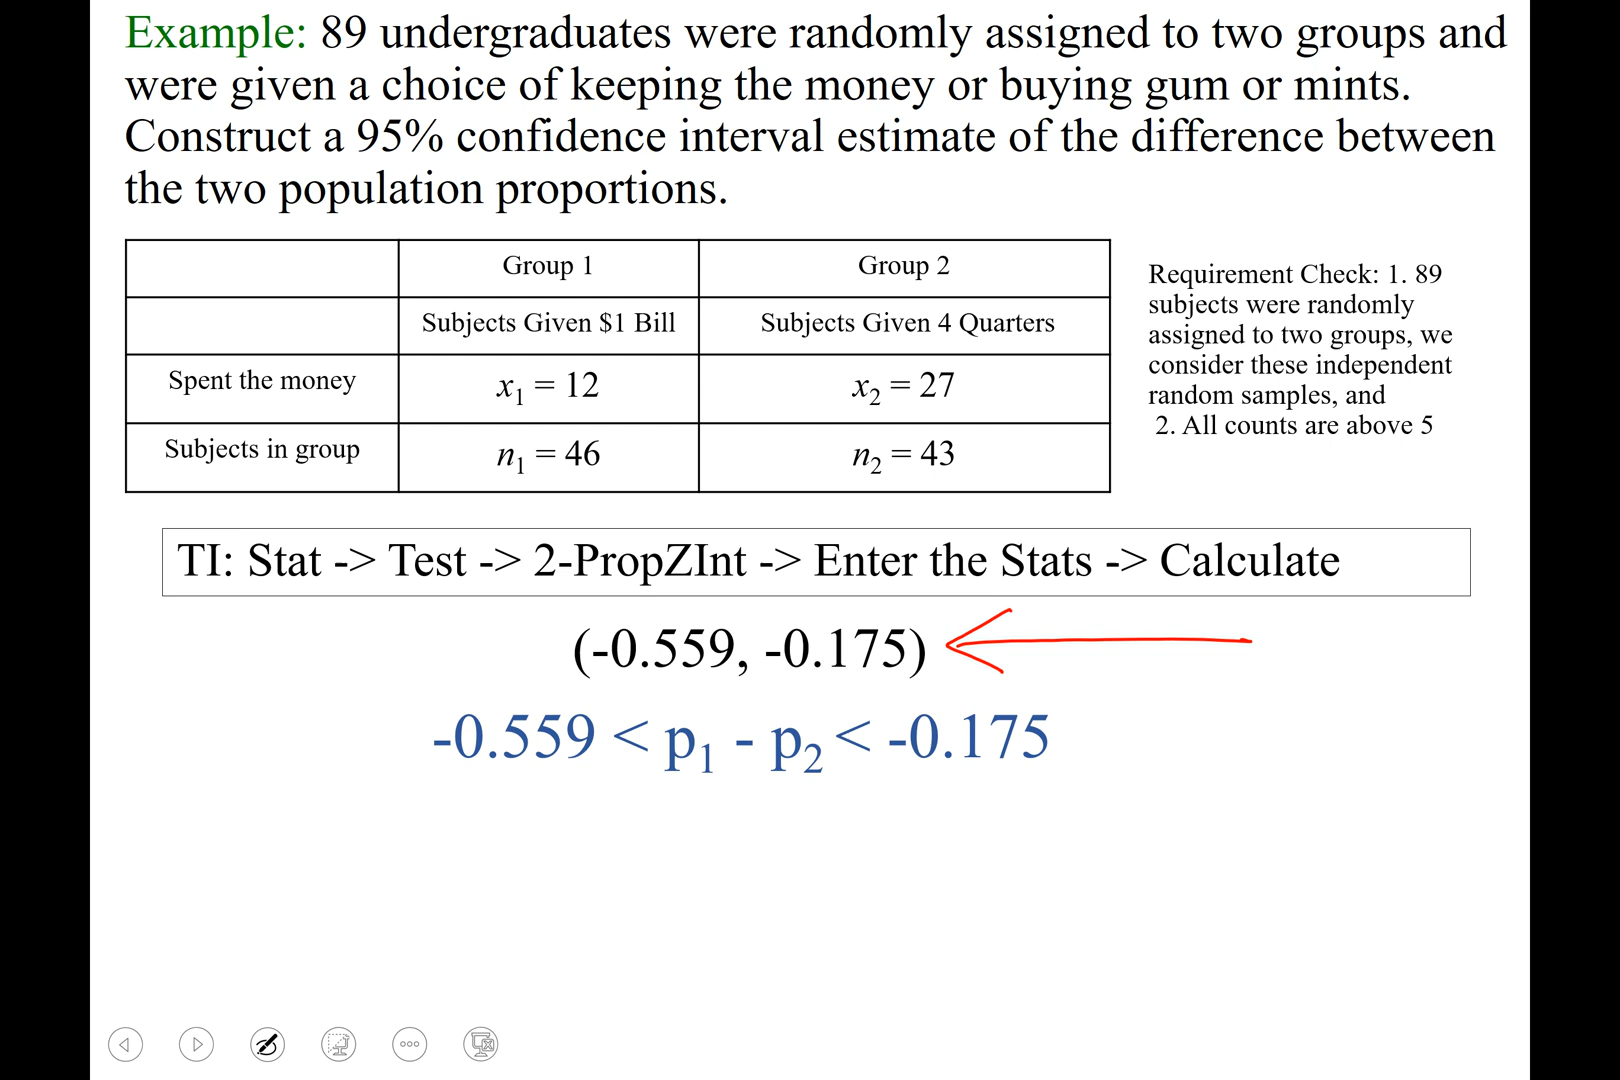 Example: 89 undergraduates were randomly assigned to two groups and
were given a choice of keeping the money or buying gum or mints.
Construct a 95% confidence interval estimate of the difference between
the two population proportions.
Group 1 Group 2
Subjects Given $1 Bill Subjects Given 4 Quarters
Spent the money x₁ = 12 x₂ = 27
Subjects in group n₁ = 46 n₂ = 43
Requirement Check: 1. 89
subjects were randomly
assigned to two groups, we
consider these independent
random samples, and
2. All counts are above 5
TI: Stat -> Test -> 2-PropZInt -> Enter the Stats -> Calculate
(-0.559, -0.175)
-0.559 < p₁ - p₂ < -0.175